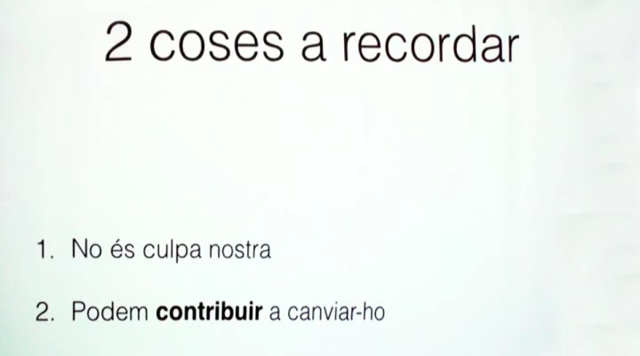 2 coses a recordar
1. No és culpa nostra
2. Podem contribuir a canviar-ho